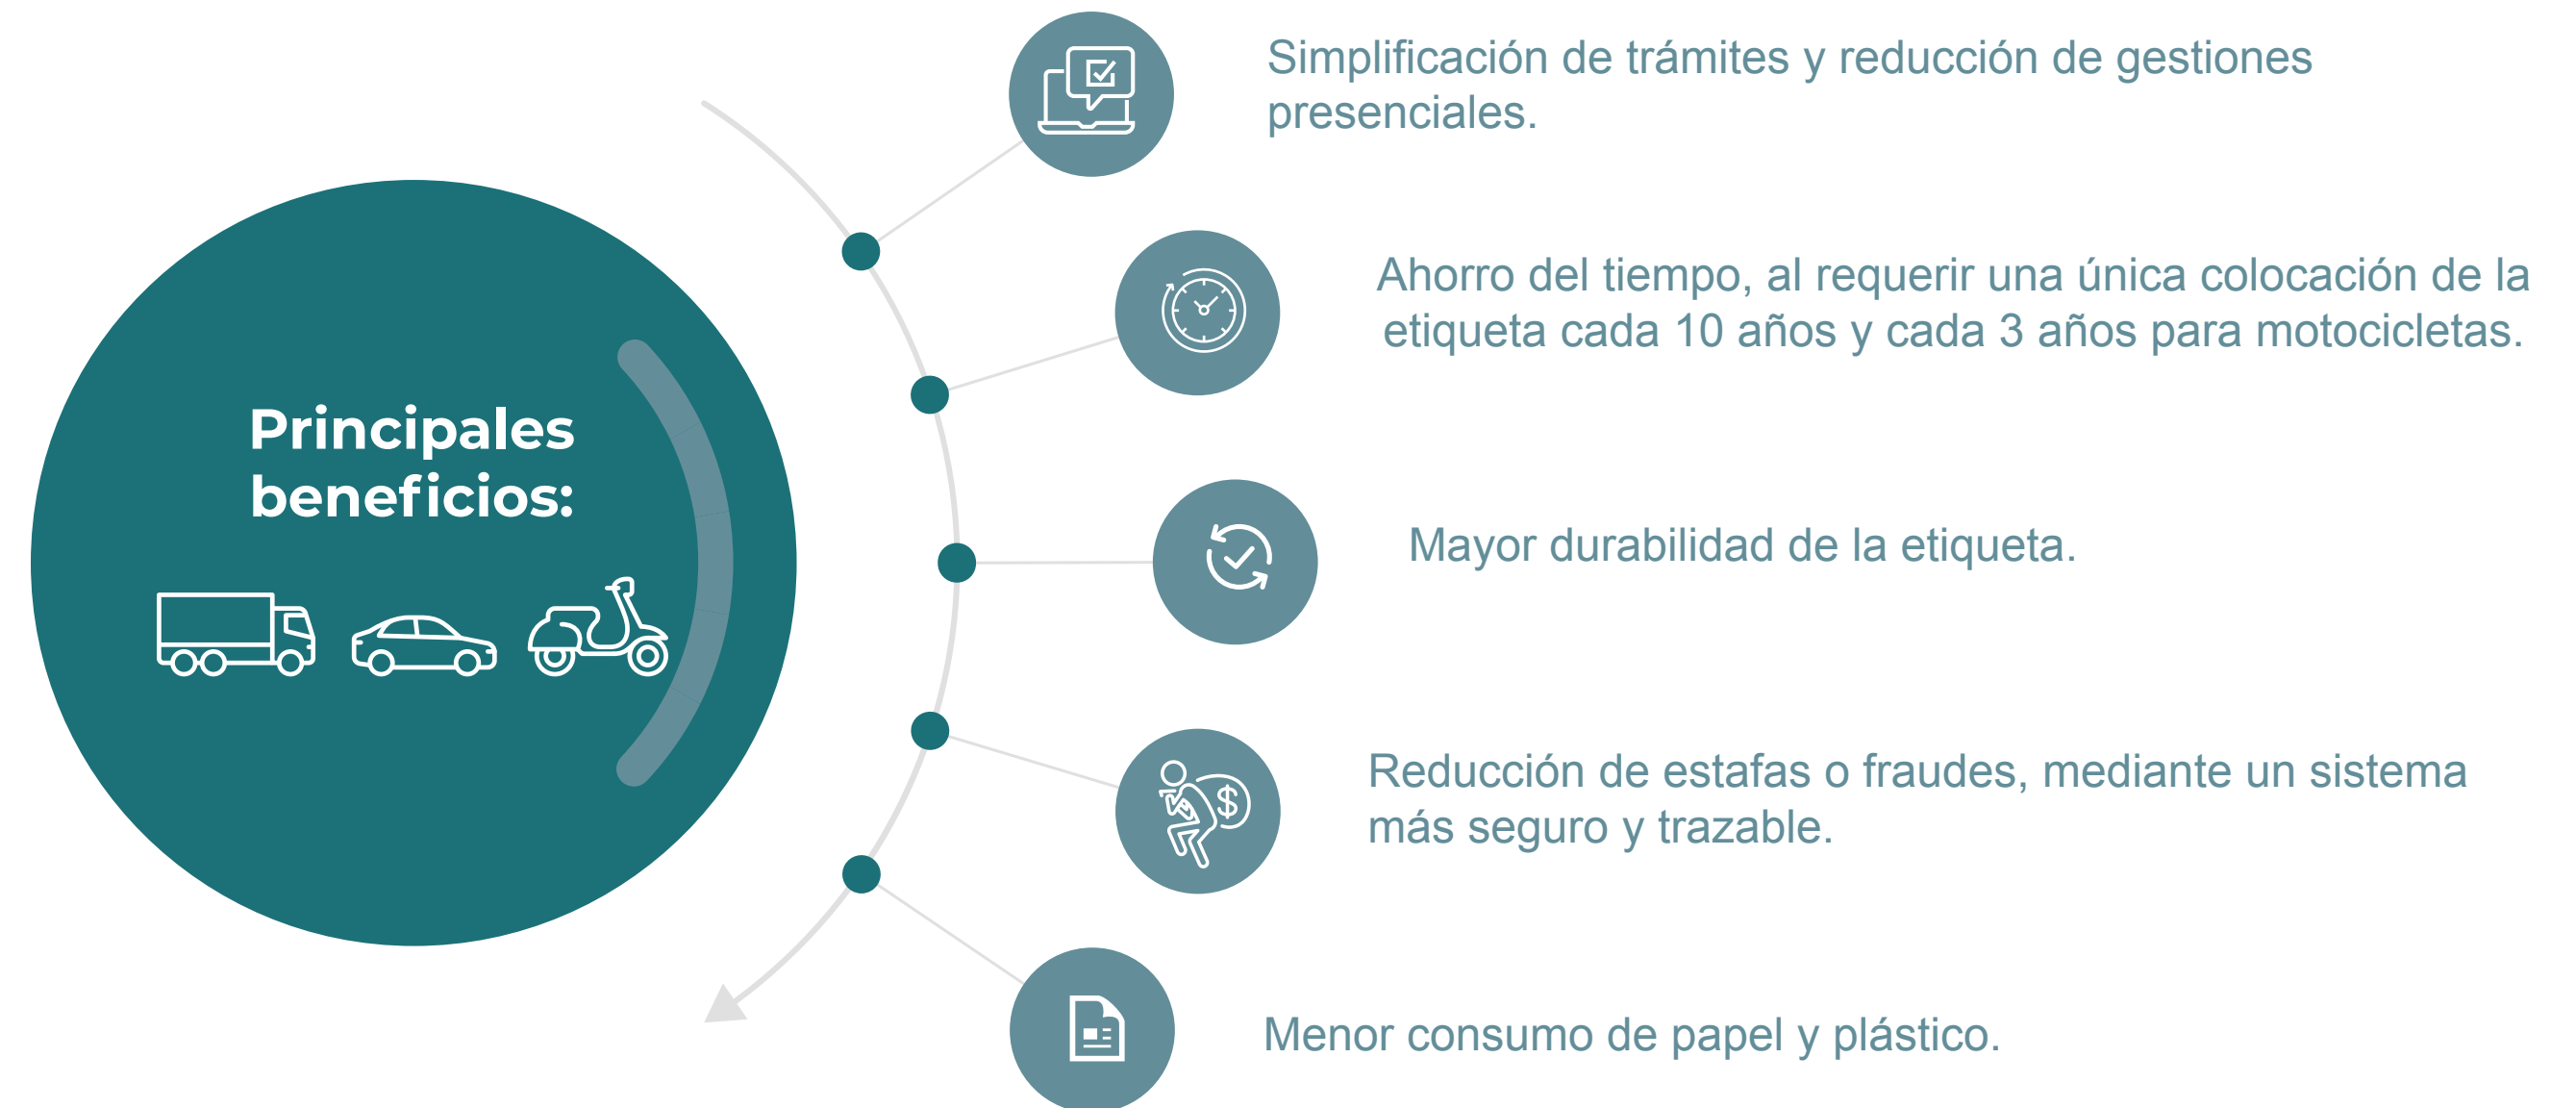 Principales
beneficios:
Simplificación de trámites y reducción de gestiones
presenciales.
Ahorro del tiempo, al requerir una única colocación de la
etiqueta cada 10 años y cada 3 años para motocicletas.
Mayor durabilidad de la etiqueta.
$
Reducción de estafas o fraudes, mediante un sistema
más seguro y trazable.
Menor consumo de papel y plástico.